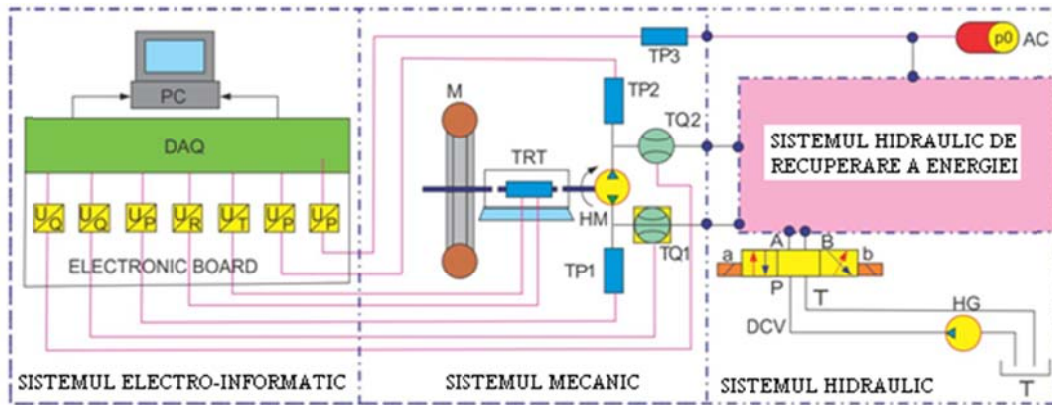 p0
AC
TP3
PC
TP2
M
TQ2
DAQ
SISTEMUL HIDRAULIC DE
RECUPERARE A ENERGIEI
TRT
U/Q
U/Q
U/P
U/R
U/T
U/P
U/P
HM
TQ1
A
B
a
b
ELECTRONIC BOARD
TP1
P
T
HG
DCV
SISTEMUL ELECTRO-INFORMATIC
SISTEMUL MECANIC
SISTEMUL HIDRAULIC
T